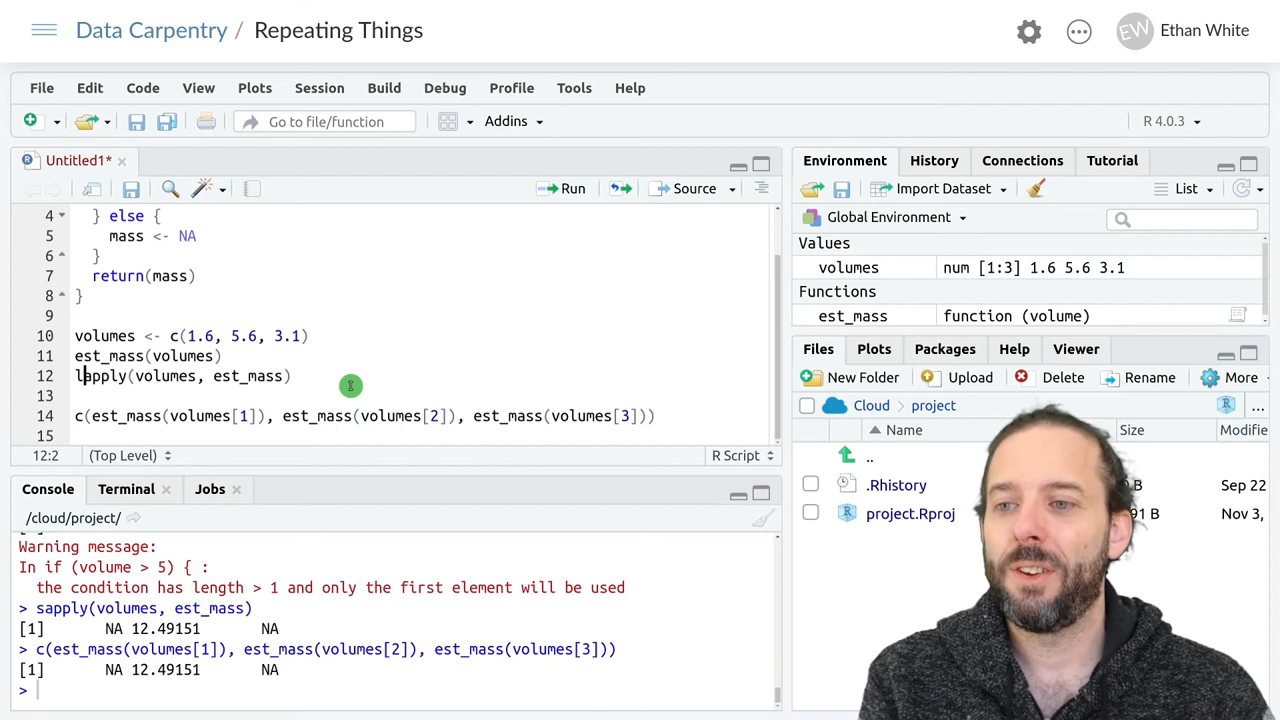 Data Carpentry / Repeating Things
EW Ethan White
File Edit Code View Plots Session Build Debug Profile Tools Help
Go to file/function Addins R 4.0.3
Untitled1*
Run Source
4 } else {
5 mass <- NA
6 }
7 return(mass)
8 }
9
10 volumes <- c(1.6, 5.6, 3.1)
11 est_mass(volumes)
12 lapply(volumes, est_mass)
13
14 c(est_mass(volumes[1]), est_mass(volumes[2]), est_mass(volumes[3]))
15
12:2 (Top Level) R Script
Console Terminal Jobs
/cloud/project/
Warning message:
In if (volume > 5) { :
the condition has length > 1 and only the first element will be used
> sapply(volumes, est_mass)
[1] NA 12.49151 NA
> c(est_mass(volumes[1]), est_mass(volumes[2]), est_mass(volumes[3]))
[1] NA 12.49151 NA
>
Environment History Connections Tutorial
Import Dataset List
Global Environment
Values
volumes num [1:3] 1.6 5.6 3.1
Functions
est_mass function (volume)
Files Plots Packages Help Viewer
New Folder Upload Delete Rename More
Cloud project ...
Name Size Modifie
..
.Rhistory 0 B Sep 22
project.Rproj 91 B Nov 3,